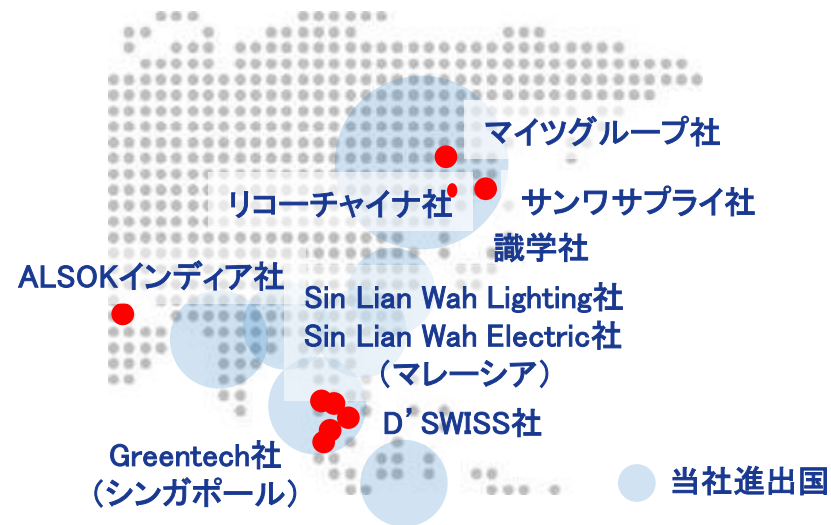 マイツグループ社
リコーチャイナ社
サンワサプライ社
識学社
ALSOKインディア社
Sin Lian Wah Lighting社
Sin Lian Wah Electric社
（マレーシア）
D’SWISS社
Greentech社
（シンガポール）
当社進出国